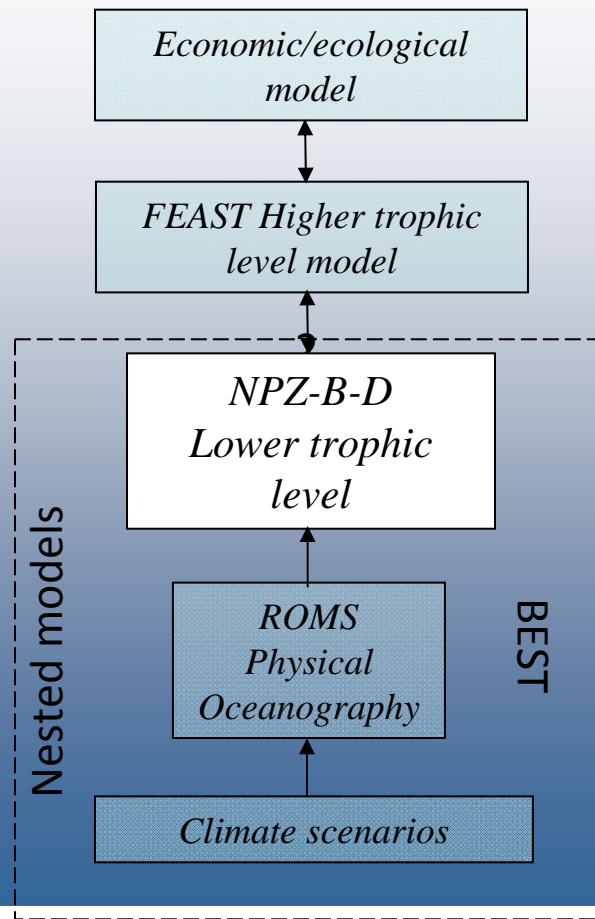 Economic/ecological
model
FEAST Higher trophic
level model
NPZ-B-D
Lower trophic
level
Nested models
BEST
ROMS
Physical
Oceanography
Climate scenarios